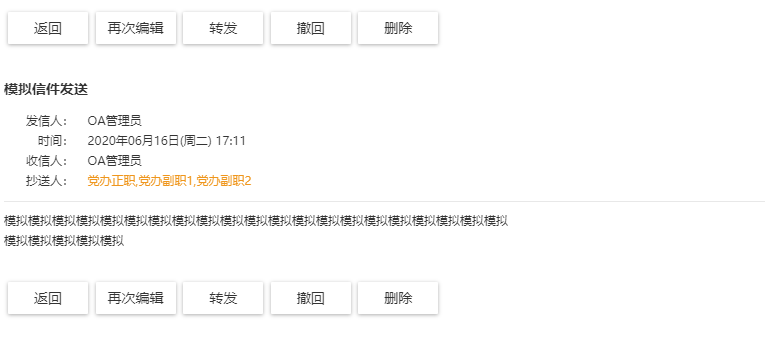 返回 再次编辑 转发 撤回 删除
模拟信件发送
发信人： OA管理员
时间： 2020年06月16日(周二) 17:11
收信人： OA管理员
抄送人： 党办正职,党办副职1,党办副职2
模拟模拟模拟模拟模拟模拟模拟模拟模拟模拟模拟模拟模拟模拟模拟模拟模拟模拟模拟模拟模拟
模拟模拟模拟模拟模拟
返回 再次编辑 转发 撤回 删除